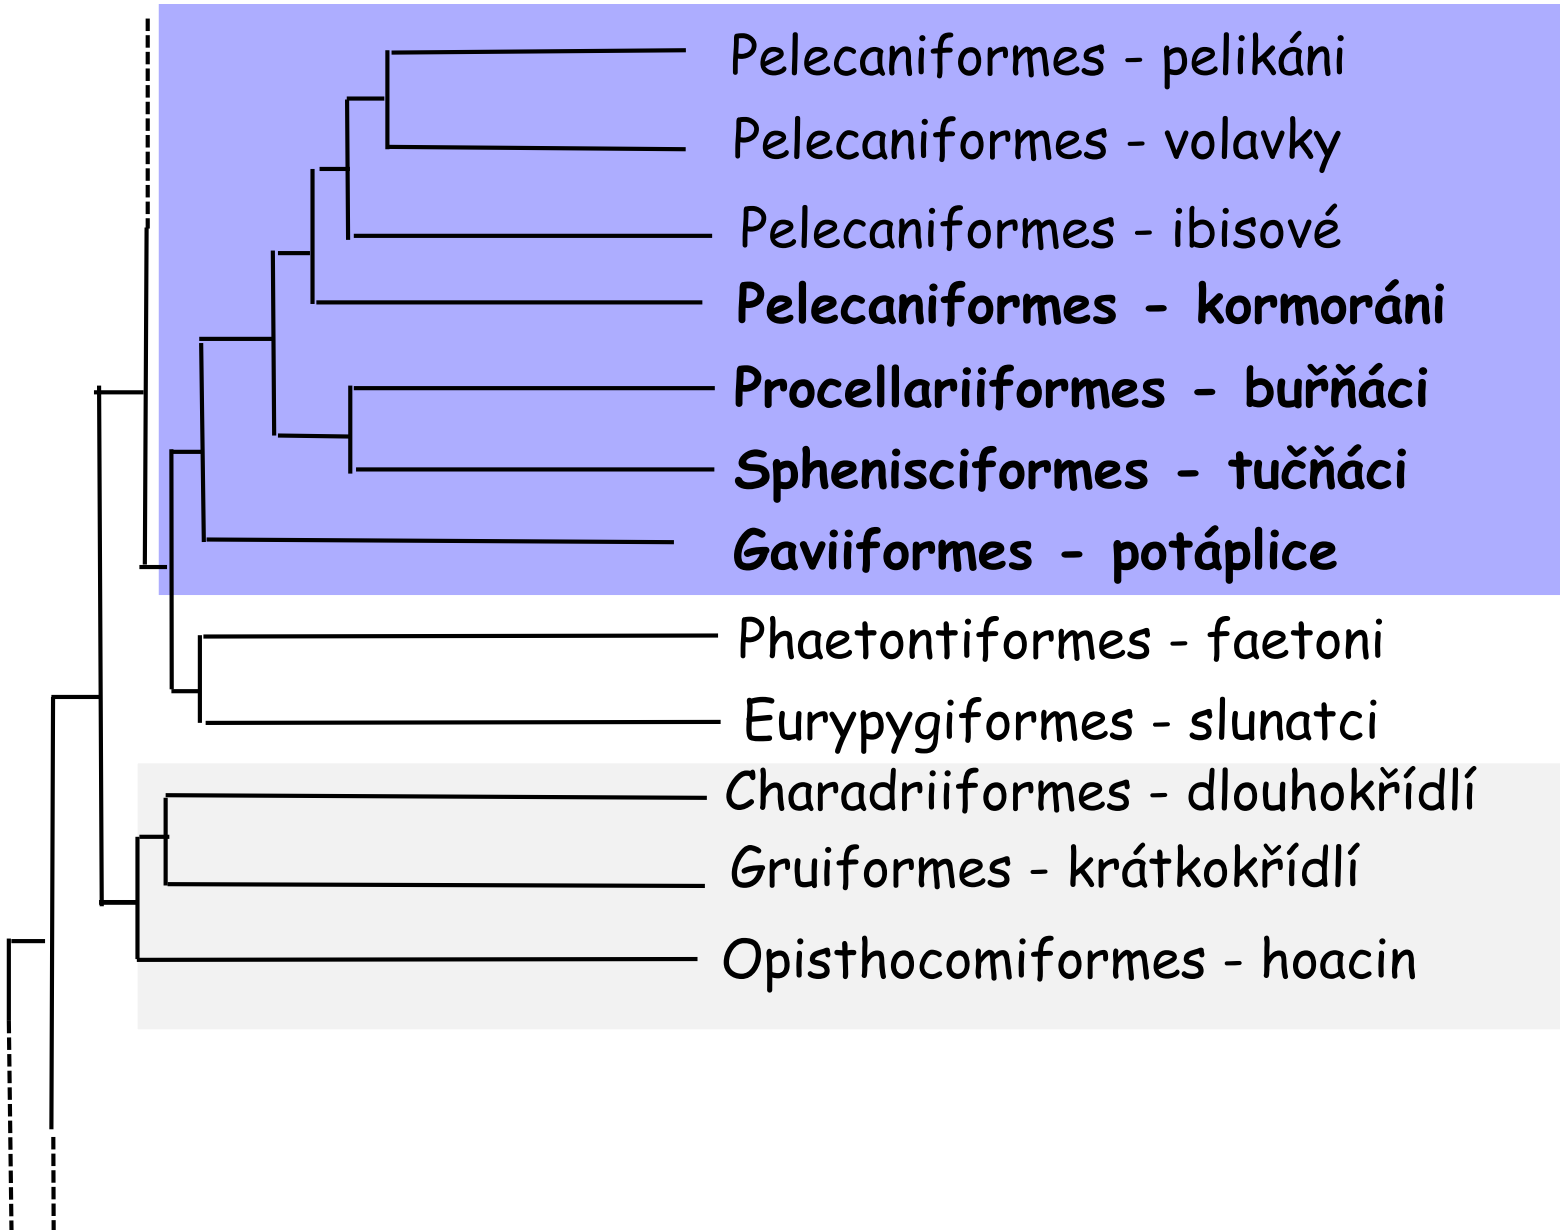 Pelecaniformes - pelikáni
Pelecaniformes - volavky
Pelecaniformes - ibisové
Pelecaniformes - kormoráni
Procellariiformes - buřňáci
Sphenisciformes - tučňáci
Gaviiformes - potáplice
Phaetontiformes - faetoni
Eurypygiformes - slunatci
Charadriiformes - dlouhokřídlí
Gruiformes - krátkokřídlí
Opisthocomiformes - hoacin